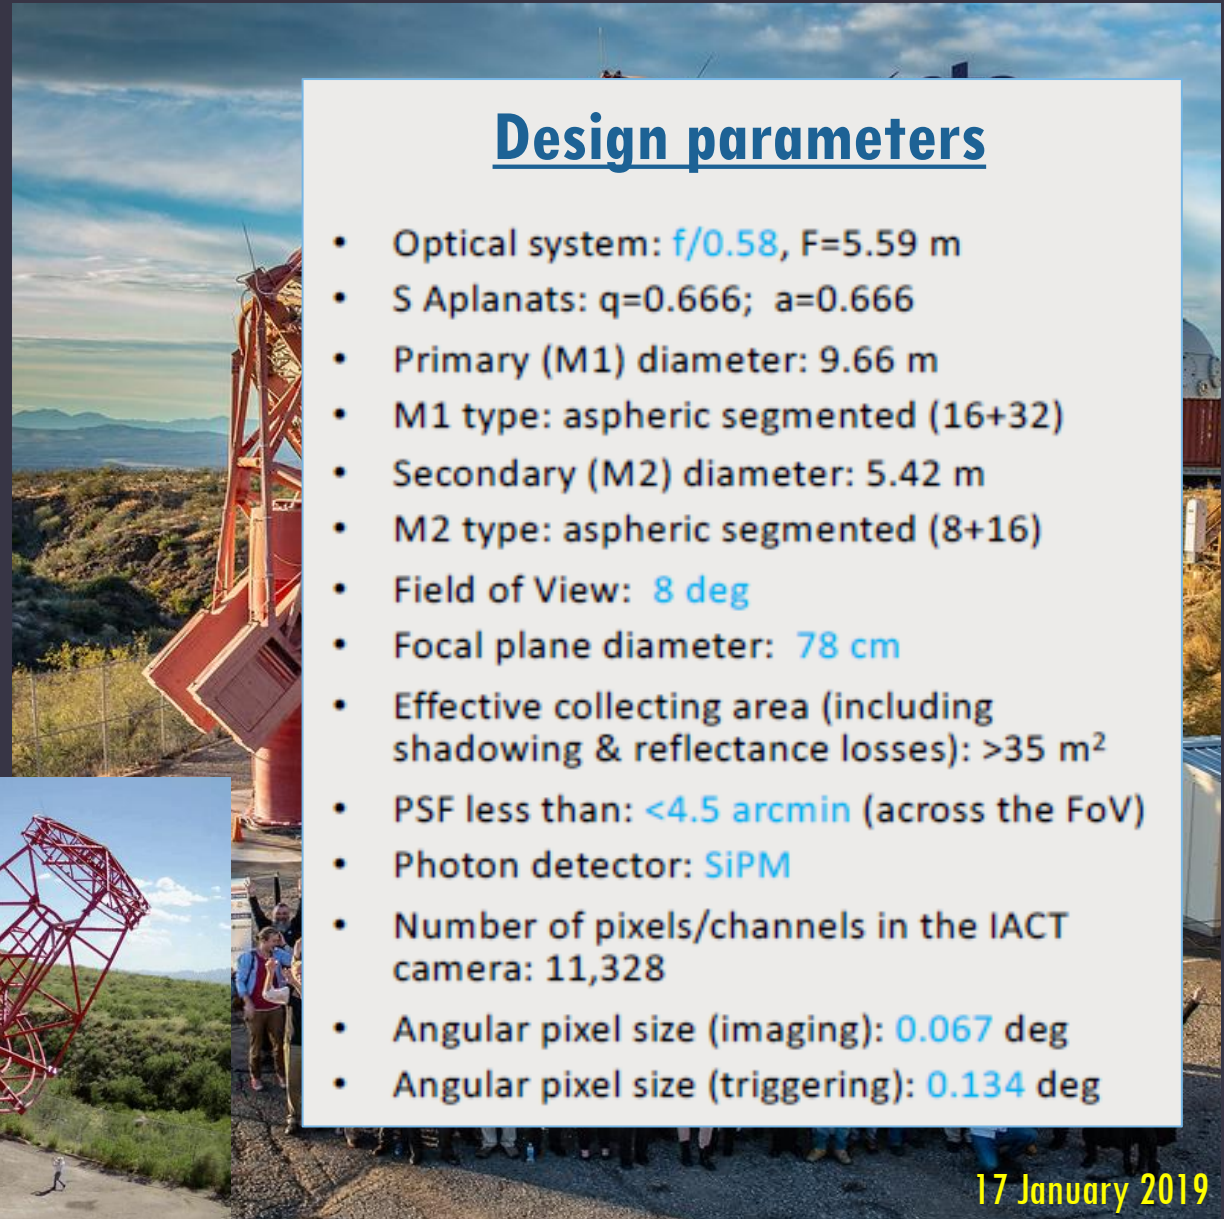 Design parameters
• Optical system: f/0.58, F=5.59 m
• S Aplanats: q=0.666; a=0.666
• Primary (M1) diameter: 9.66 m
• M1 type: aspheric segmented (16+32)
• Secondary (M2) diameter: 5.42 m
• M2 type: aspheric segmented (8+16)
• Field of View: 8 deg
• Focal plane diameter: 78 cm
• Effective collecting area (including
shadowing & reflectance losses): >35 m²
• PSF less than: <4.5 arcmin (across the FoV)
• Photon detector: SiPM
• Number of pixels/channels in the IACT
camera: 11,328
• Angular pixel size (imaging): 0.067 deg
• Angular pixel size (triggering): 0.134 deg
17 January 2019